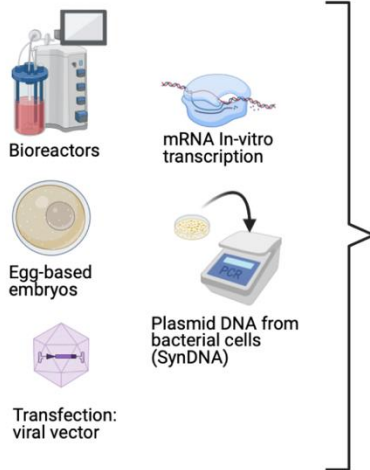 Bioreactors
mRNA In-vitro
transcription
Egg-based
embryos
PCR
Plasmid DNA from
bacterial cells
(SynDNA)
Transfection:
viral vector